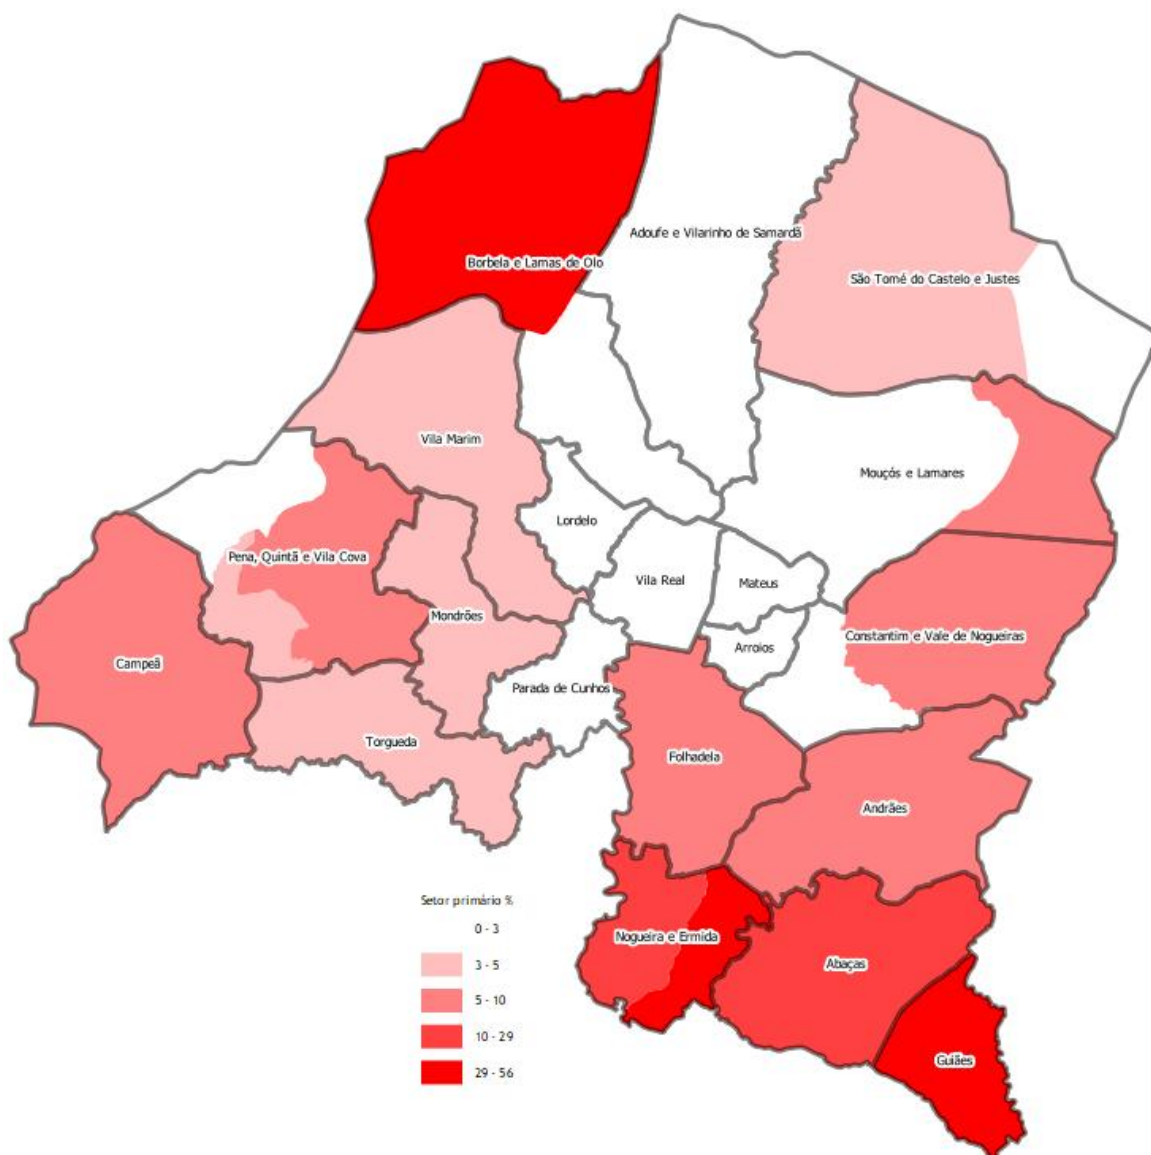 Adoufe e Vilarinho de Samardã
Borbela e Lamas de Olo
São Tomé do Castelo e Justes
Vila Marim
Mouçós e Lamares
Lordelo
Pena, Quintã e Vila Cova
Vila Real
Mateus
Mondrões
Constantim e Vale de Nogueiras
Arroios
Campeã
Parada de Cunhos
Torgueda
Folhadela
Andrães
Nogueira e Ermida
Abaças
Guiães
Setor primário %
0 - 3
3 - 5
5 - 10
10 - 29
29 - 56